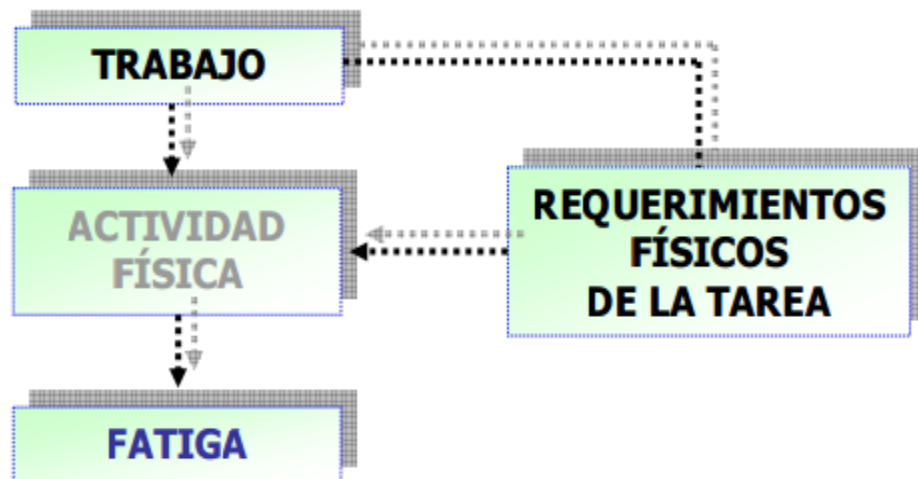 TRABAJO
ACTIVIDAD
FÍSICA
REQUERIMIENTOS
FÍSICOS
DE LA TAREA
FATIGA